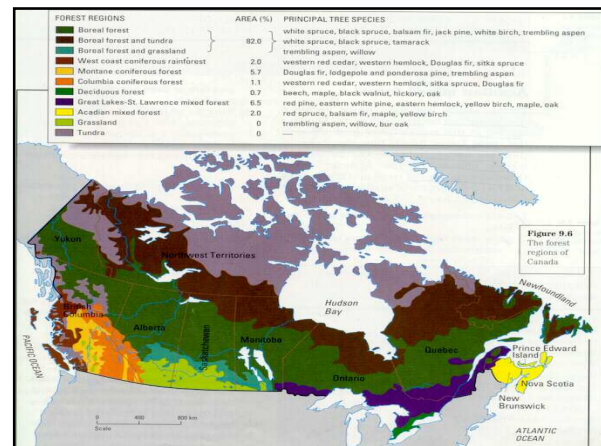 FOREST REGIONS AREA (%) PRINCIPAL TREE SPECIES
Boreal forest white spruce, black spruce, balsam fir, jack pine, white birch, trembling aspen
Boreal forest and tundra 82.0 white spruce, black spruce, tamarack
Boreal forest and grassland trembling aspen, willow
West coast coniferous rainforest 2.0 western red cedar, western hemlock, Douglas fir, sitka spruce
Montane coniferous forest 5.7 Douglas fir, lodgepole and ponderosa pine, trembling aspen
Columbia coniferous forest 1.1 western red cedar, western hemlock, sitka spruce, Douglas fir
Deciduous forest 0.7 beech, maple, black walnut, hickory, oak
Great Lakes-St. Lawrence mixed forest 6.5 red pine, eastern white pine, eastern hemlock, yellow birch, maple, oak
Acadian mixed forest 2.0 red spruce, balsam fir, maple, yellow birch
Grassland 0 trembling aspen, willow, bur oak
Tundra 0 —
Figure 9.6
The forest
regions of
Canada
Yukon
Northwest Territories
Newfoundland
British
Columbia
Hudson
Bay
Alberta
Saskatchewan
Manitoba
Quebec
Prince Edward
Island
PACIFIC OCEAN
Ontario
Nova Scotia
New
Brunswick
0 400 800 km
Scale
ATLANTIC
OCEAN